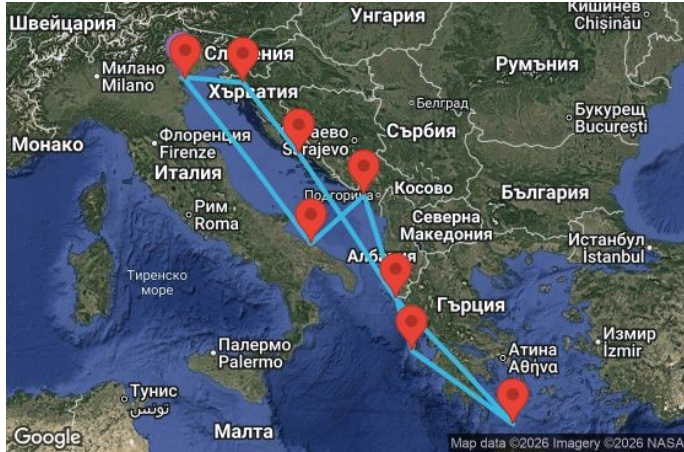 Швейцария
Унгария
Кишинев
Chișinău
Словения
Милано
Milano
Хърватия
Румъния
Белград
Букурещ
București
Монако
Флоренция
Firenze
Сараево
Sarajevo
Сърбия
Италия
Подгорица
Косово
България
Рим
Roma
Северна
Македония
Истанбул
İstanbul
Албания
Тиренско
море
Гърция
Палермо
Palermo
Атина
Αθήνα
Измир
İzmir
Тунис
تونس
Малта
Google
Map data ©2026 Imagery ©2026 NASA